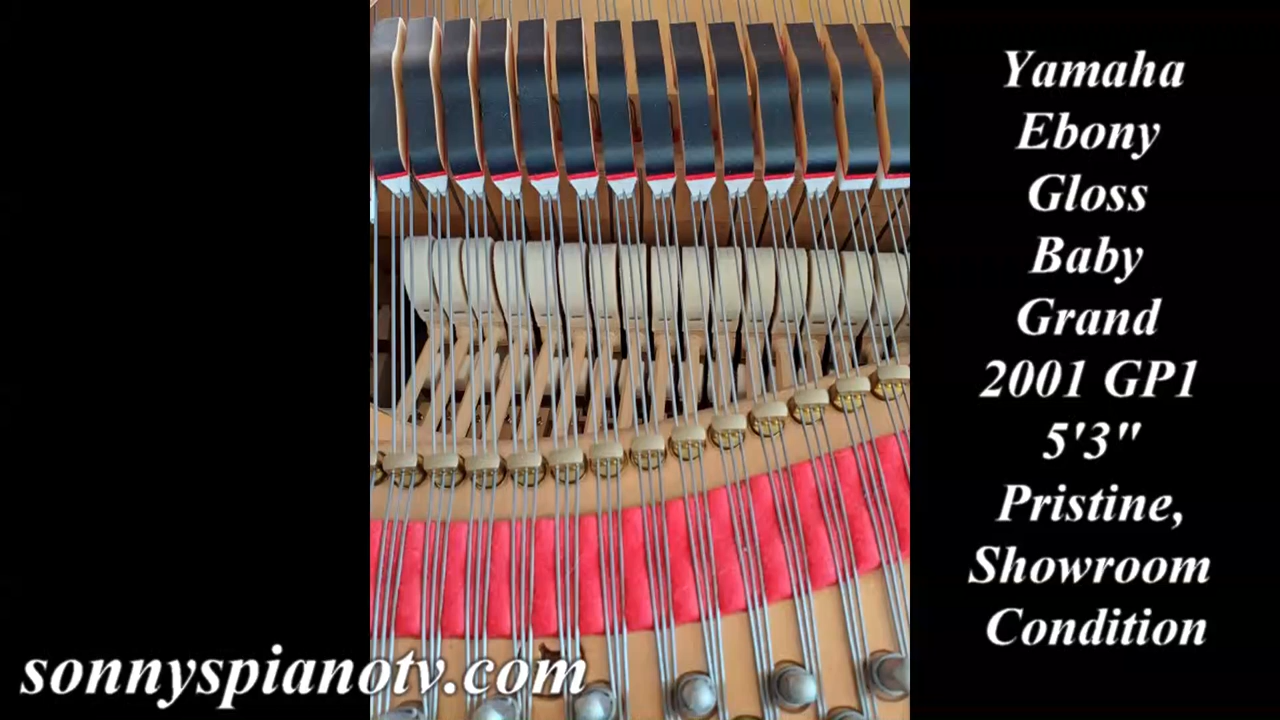 Yamaha
Ebony
Gloss
Baby
Grand
2001 GP1
5'3"
Pristine,
Showroom
Condition
sonnyspianotv.com